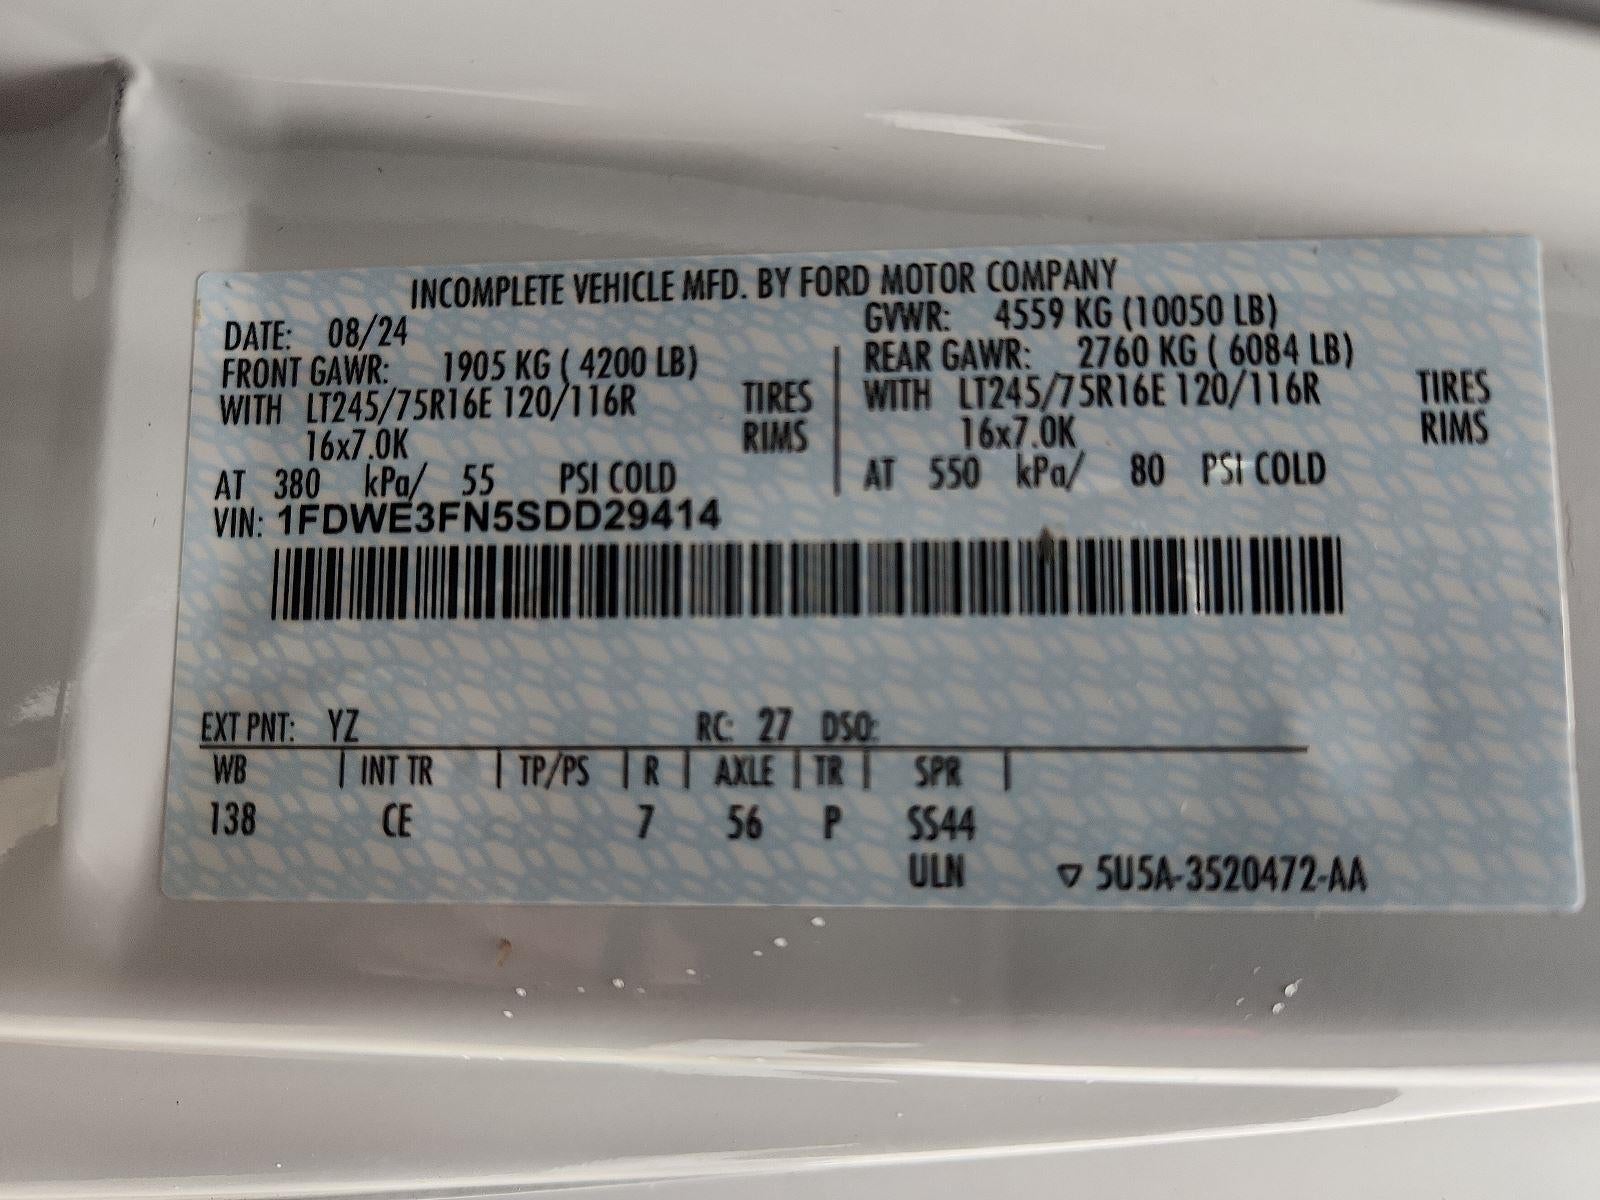 INCOMPLETE VEHICLE MFD. BY FORD MOTOR COMPANY
DATE: 08/24 GVWR: 4559 KG (10050 LB)
FRONT GAWR: 1905 KG ( 4200 LB) REAR GAWR: 2760 KG ( 6084 LB)
WITH LT245/75R16E 120/116R TIRES WITH LT245/75R16E 120/116R TIRES
16x7.0K RIMS 16x7.0K RIMS
AT 380 kPa/ 55 PSI COLD AT 550 kPa/ 80 PSI COLD
VIN: 1FDWE3FN5SDD29414
EXT PNT: YZ RC: 27 DSO:
WB INT TR TP/PS R AXLE TR SPR
138 CE 7 56 P SS44
ULN ▽ 5U5A-3520472-AA